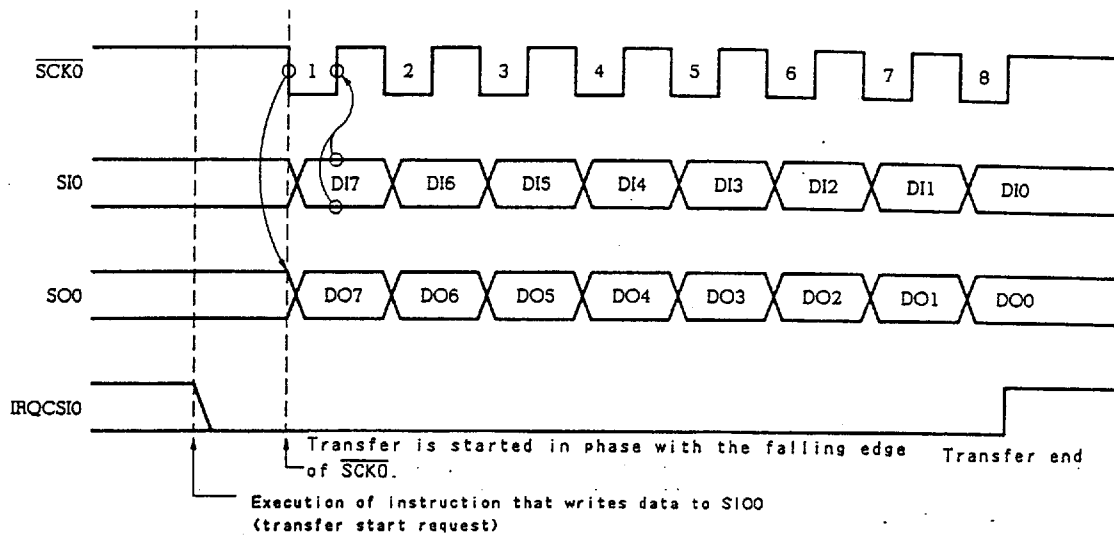 SCK0 1 2 3 4 5 6 7 8
SI0 DI7 DI6 DI5 DI4 DI3 DI2 DI1 DI0
SO0 DO7 DO6 DO5 DO4 DO3 DO2 DO1 DO0
IRQCSI0
Transfer is started in phase with the falling edge
of SCK0.
Transfer end
Execution of instruction that writes data to SIO0
(transfer start request)